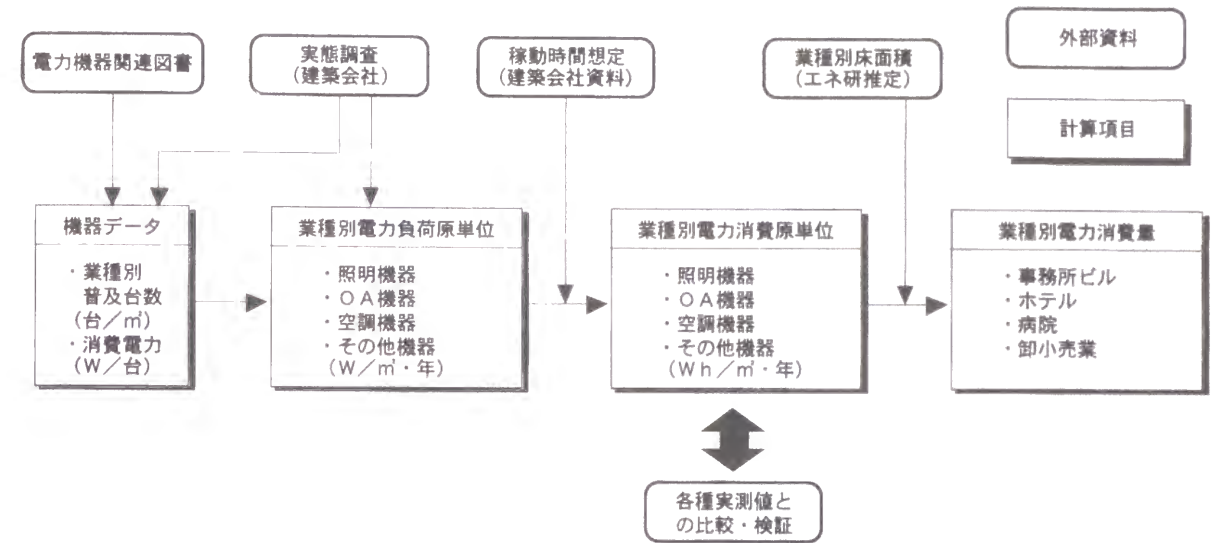 電力機器関連図書
実態調査
（建築会社）
稼動時間想定
（建築会社資料）
業種別床面積
（エネ研推定）
外部資料
計算項目
機器データ
・業種別
普及台数
（台／㎡）
・消費電力
（Ｗ／台）
業種別電力負荷原単位
・照明機器
・ＯＡ機器
・空調機器
・その他機器
（Ｗ／㎡・年）
業種別電力消費原単位
・照明機器
・ＯＡ機器
・空調機器
・その他機器
（Ｗｈ／㎡・年）
業種別電力消費量
・事務所ビル
・ホテル
・病院
・卸小売業
各種実測値と
の比較・検証